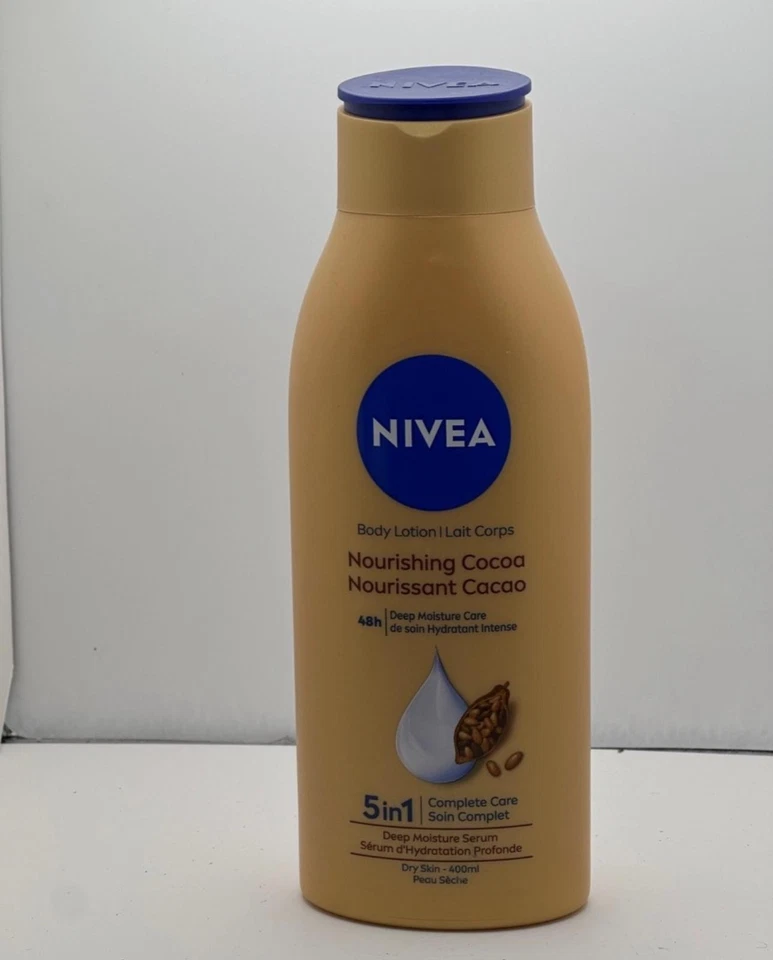 NIVEA
NIVEA
Body Lotion | Lait Corps
Nourishing Cocoa
Nourissant Cacao
48h | Deep Moisture Care
de soin Hydratant Intense
5in1 | Complete Care
Soin Complet
Deep Moisture Serum
Sérum d'Hydratation Profonde
Dry Skin - 400ml
Peau Sèche